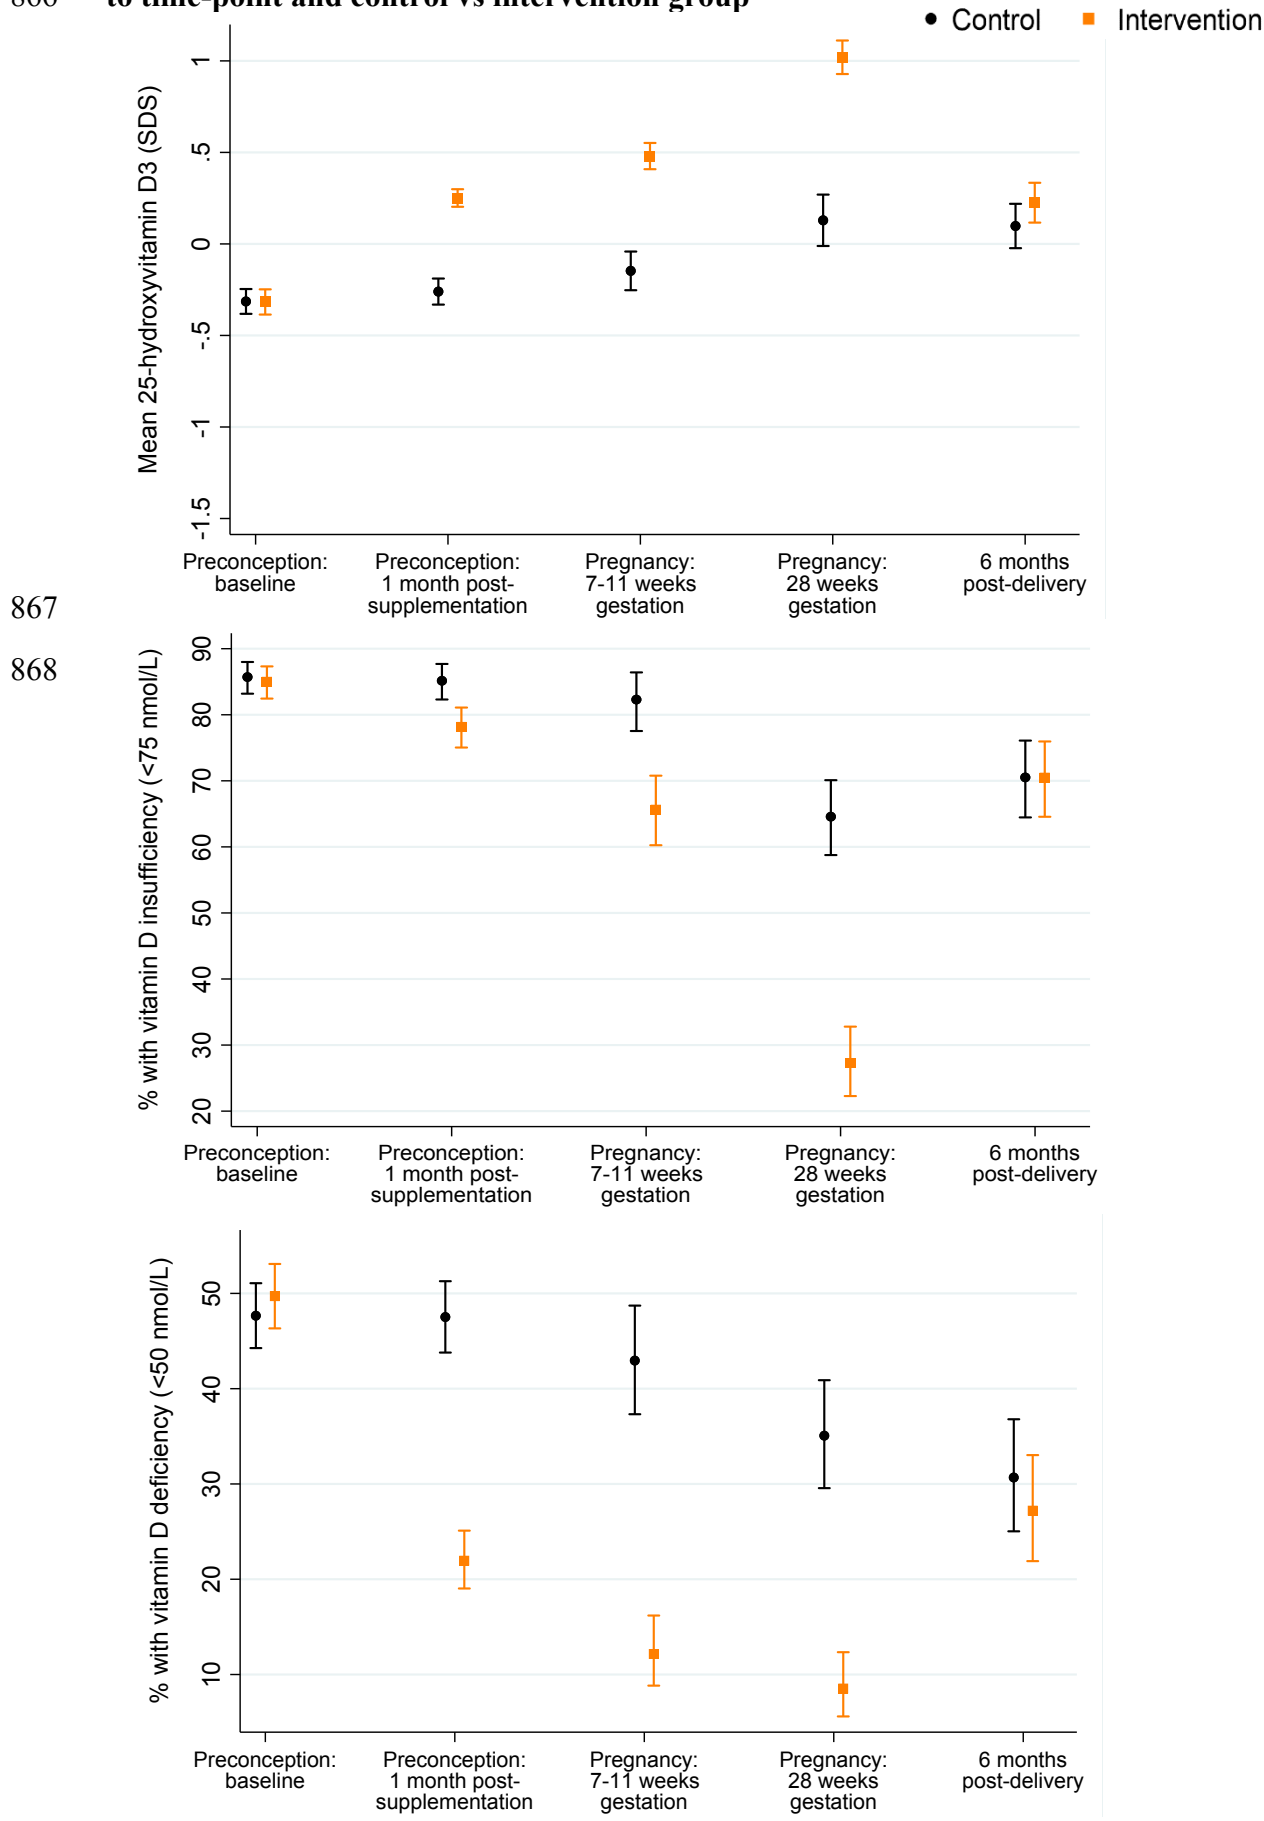 866 to time-point and control vs intervention group
Control Intervention
Mean 25-hydroxyvitamin D3 (SDS)
1
.5
0
-.5
-1
-1.5
Preconception: baseline
Preconception: 1 month post-supplementation
Pregnancy: 7-11 weeks gestation
Pregnancy: 28 weeks gestation
6 months post-delivery
867
868
% with vitamin D insufficiency (<75 nmol/L)
90
80
70
60
50
40
30
20
Preconception: baseline
Preconception: 1 month post-supplementation
Pregnancy: 7-11 weeks gestation
Pregnancy: 28 weeks gestation
6 months post-delivery
% with vitamin D deficiency (<50 nmol/L)
50
40
30
20
10
Preconception: baseline
Preconception: 1 month post-supplementation
Pregnancy: 7-11 weeks gestation
Pregnancy: 28 weeks gestation
6 months post-delivery